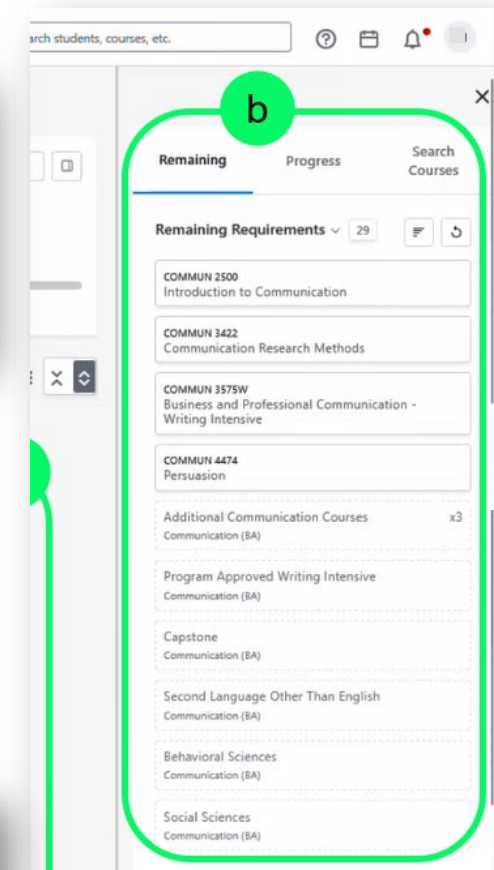 arch students, courses, etc.
b
Remaining
Progress
Search
Courses
Remaining Requirements
29
COMMUN 2500
Introduction to Communication
COMMUN 3422
Communication Research Methods
COMMUN 3575W
Business and Professional Communication -
Writing Intensive
COMMUN 4474
Persuasion
Additional Communication Courses x3
Communication (BA)
Program Approved Writing Intensive
Communication (BA)
Capstone
Communication (BA)
Second Language Other Than English
Communication (BA)
Behavioral Sciences
Communication (BA)
Social Sciences
Communication (BA)